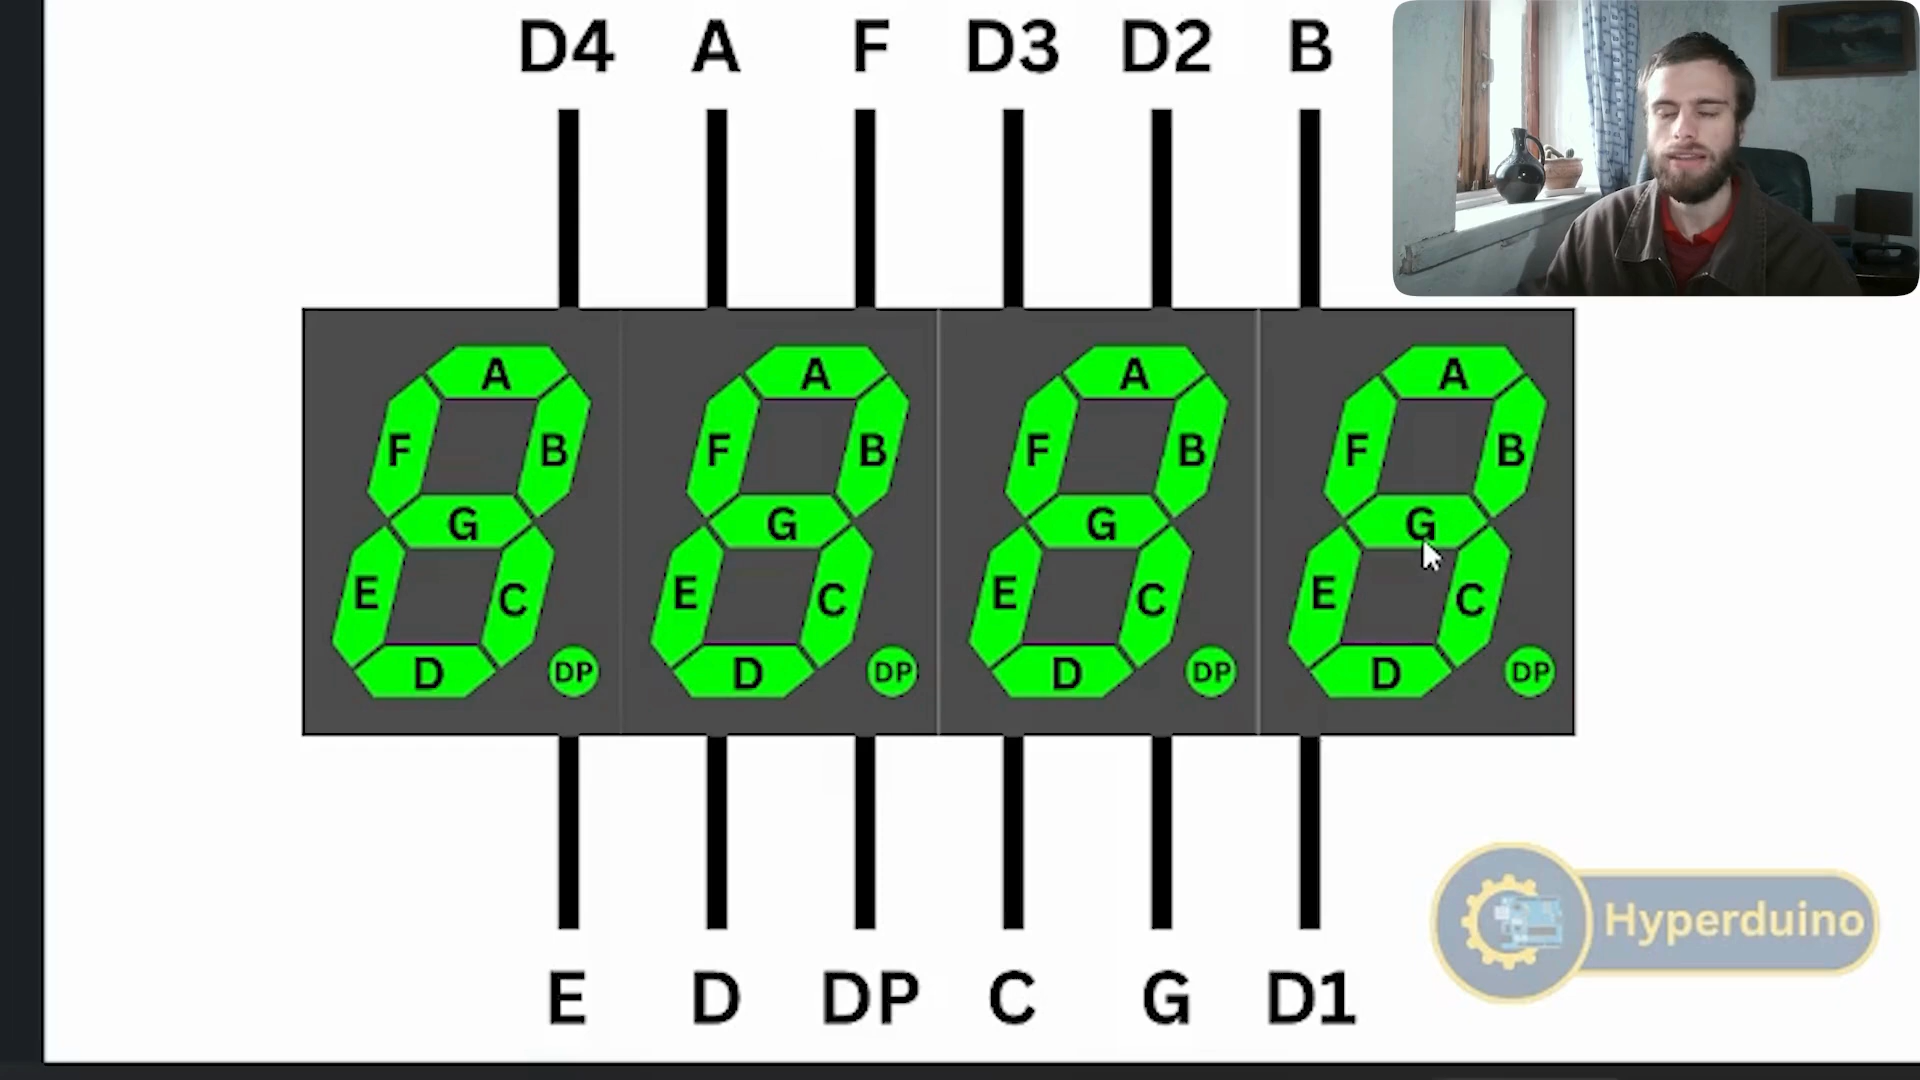 D4 A F D3 D2 B
A A A A
F B F B F B F B
G G G G
E C E C E C E C
D DP D DP D DP D DP
Hyperduino
E D DP C G D1